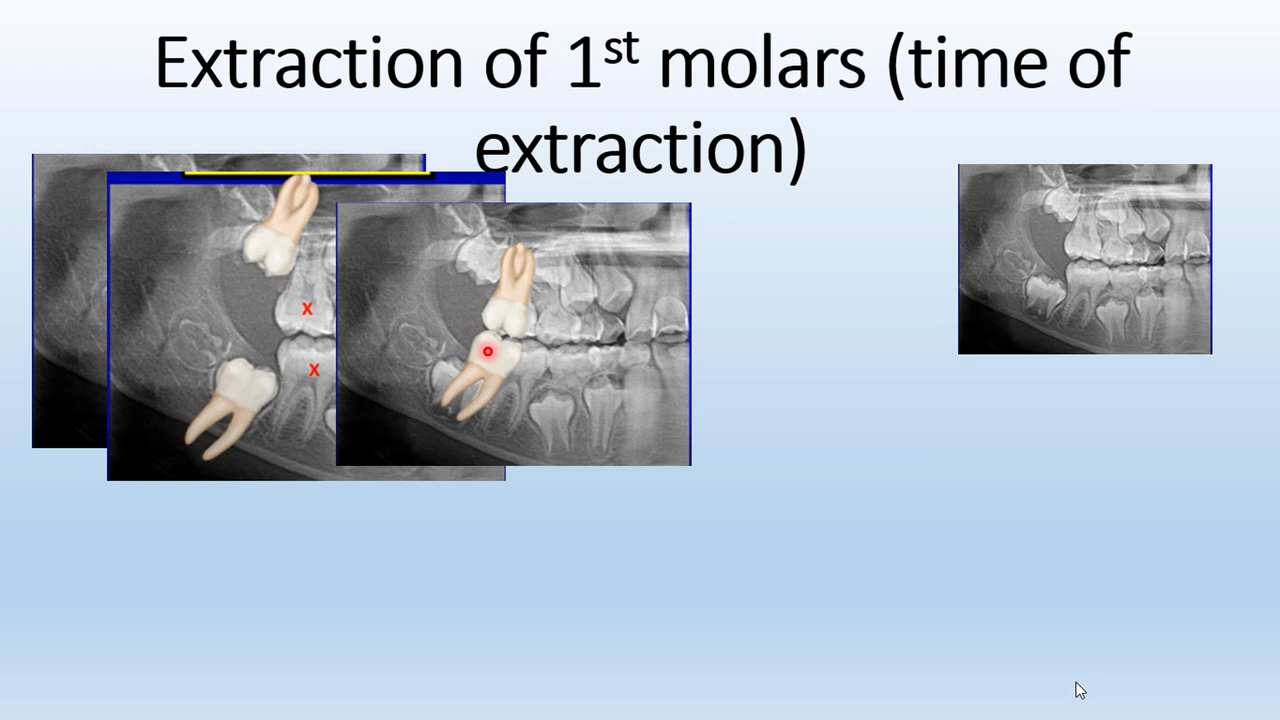 Extraction of 1st molars (time of
extraction)
x
x